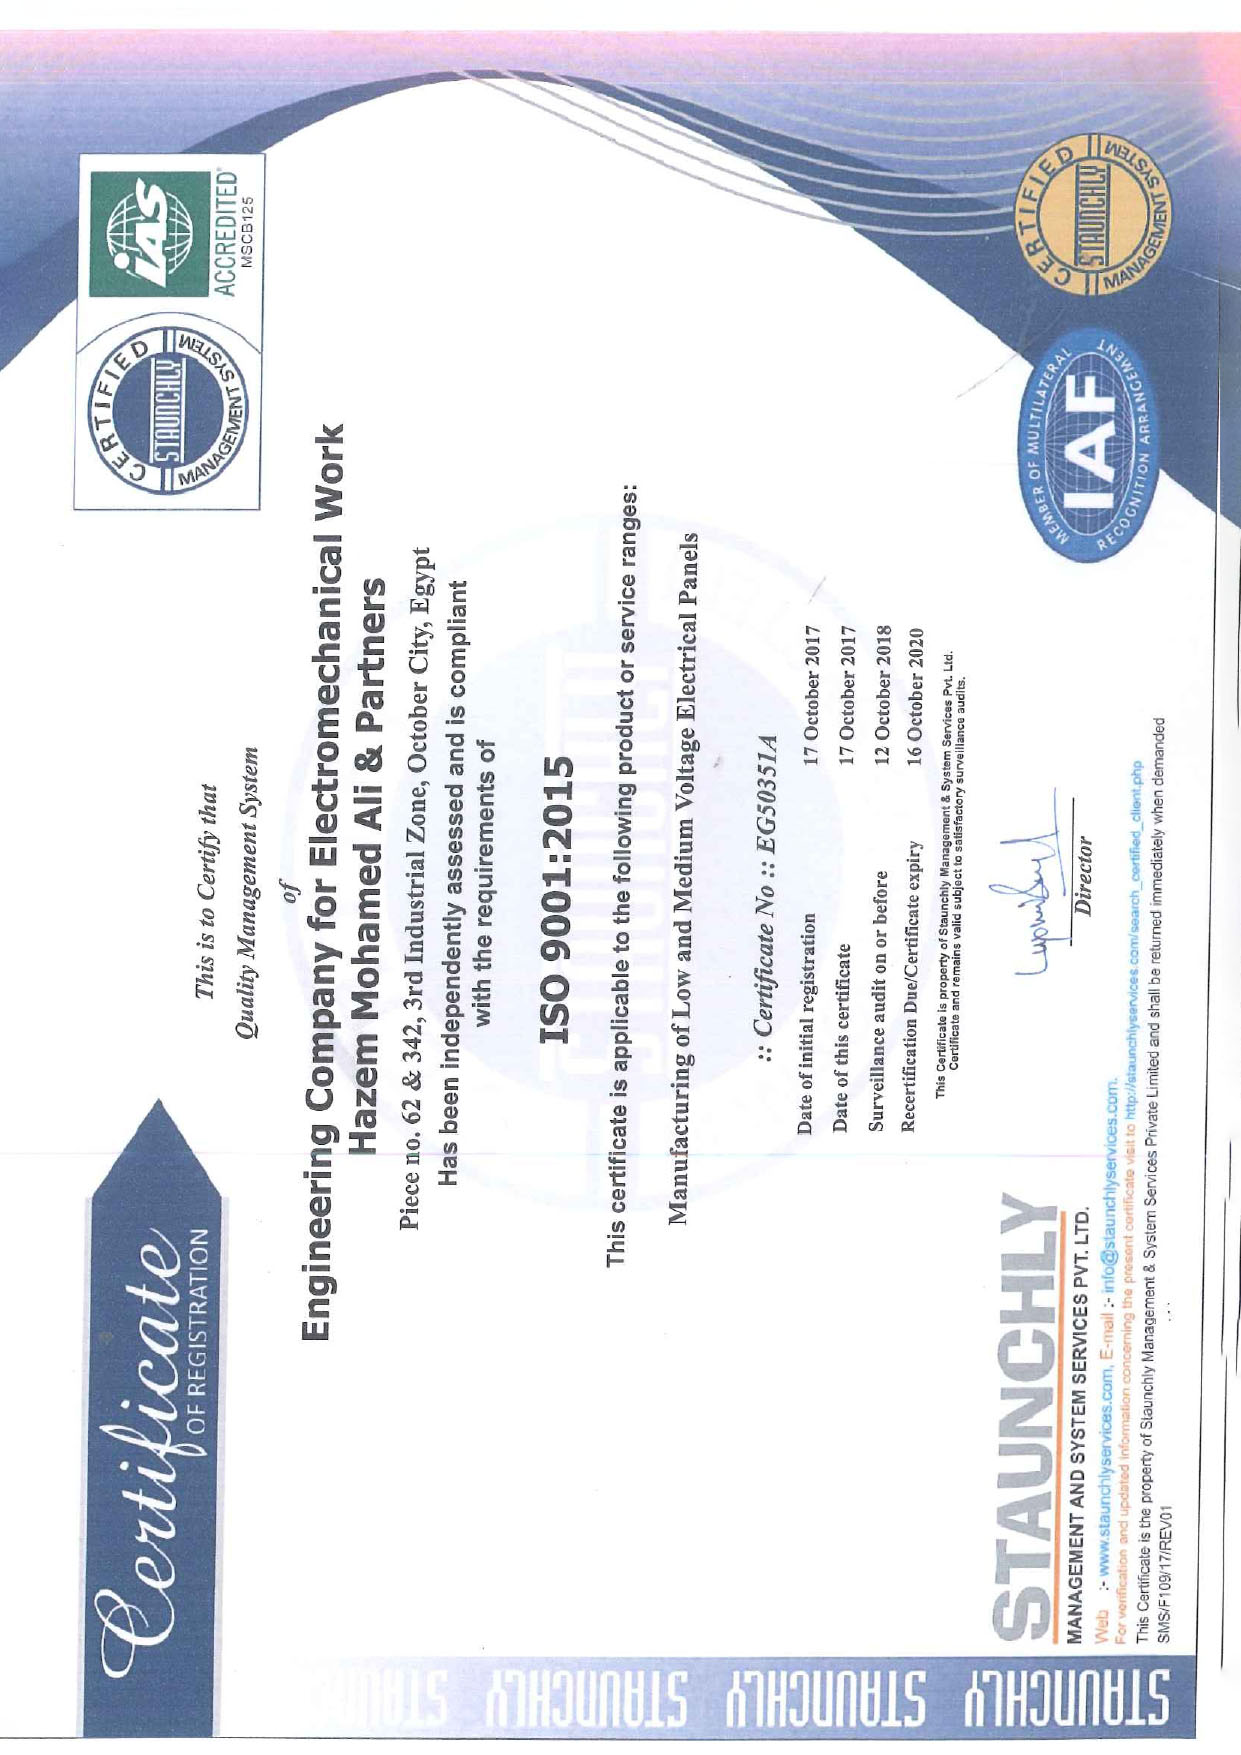 Certificate
OF REGISTRATION
CERTIFIED
STAUNCHLY
MANAGEMENT SYSTEM
IAS
ACCREDITED®
MSCB125
This is to Certify that
Quality Management System
of
Engineering Company for Electromechanical Work
Hazem Mohamed Ali & Partners
Piece no. 62 & 342, 3rd Industrial Zone, October City, Egypt
Has been independently assessed and is compliant
with the requirements of
ISO 9001:2015
This certificate is applicable to the following product or service ranges:
Manufacturing of Low and Medium Voltage Electrical Panels
:: Certificate No :: EG50351A
Date of initial registration 17 October 2017
Date of this certificate 17 October 2017
Surveillance audit on or before 12 October 2018
Recertification Due/Certificate expiry 16 October 2020
This Certificate is property of Staunchly Management & System Services Pvt. Ltd.
Certificate and remains valid subject to satisfactory surveillance audits.
Director
STAUNCHLY
MANAGEMENT AND SYSTEM SERVICES PVT. LTD.
Web :- www.staunchlyservices.com, E-mail :- info@staunchlyservices.com.
For verification and updated information concerning the present certificate visit to http://staunchlyservices.com/search_certified_client.php
This Certificate is the property of Staunchly Management & System Services Private Limited and shall be returned immediately when demanded
SMS/F109/17/REV01
MEMBER OF MULTILATERAL
IAF
RECOGNITION ARRANGEMENT
CERTIFIED
STAUNCHLY
MANAGEMENT SYSTEM
STAUNCHLY STAUNCHLY STAUNCHLY STAUNCHLY